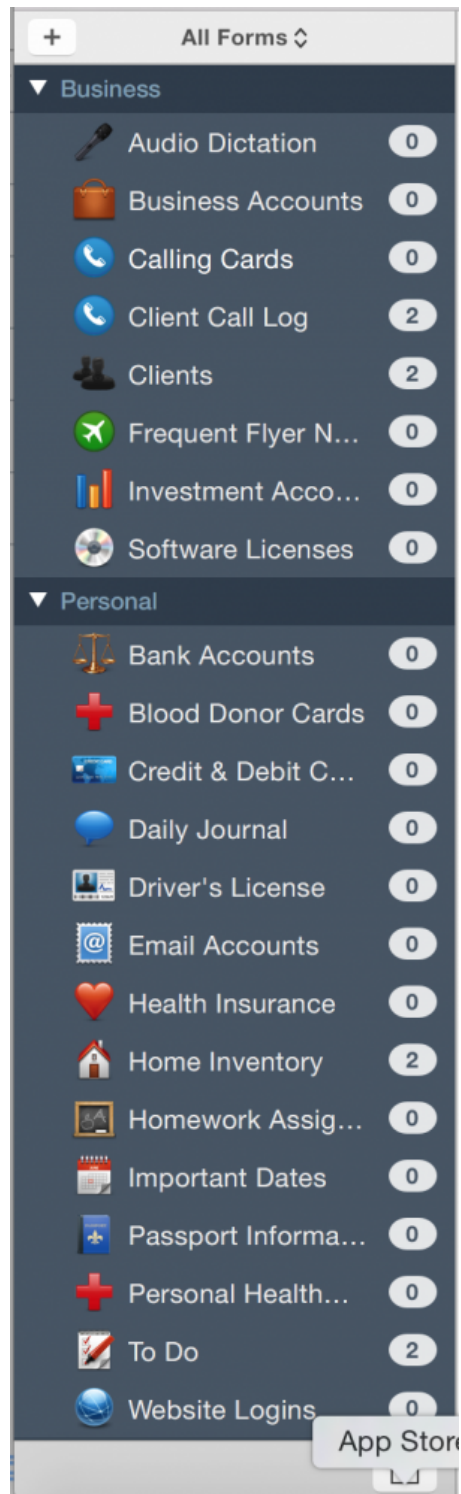 + All Forms
Business
Audio Dictation 0
Business Accounts 0
Calling Cards 0
Client Call Log 2
Clients 2
Frequent Flyer N... 0
Investment Acco... 0
Software Licenses 0
Personal
Bank Accounts 0
Blood Donor Cards 0
Credit & Debit C... 0
Daily Journal 0
Driver's License 0
Email Accounts 0
Health Insurance 0
Home Inventory 2
Homework Assig... 0
Important Dates 0
Passport Informa... 0
Personal Health... 0
To Do 2
Website Logins 0
App Store